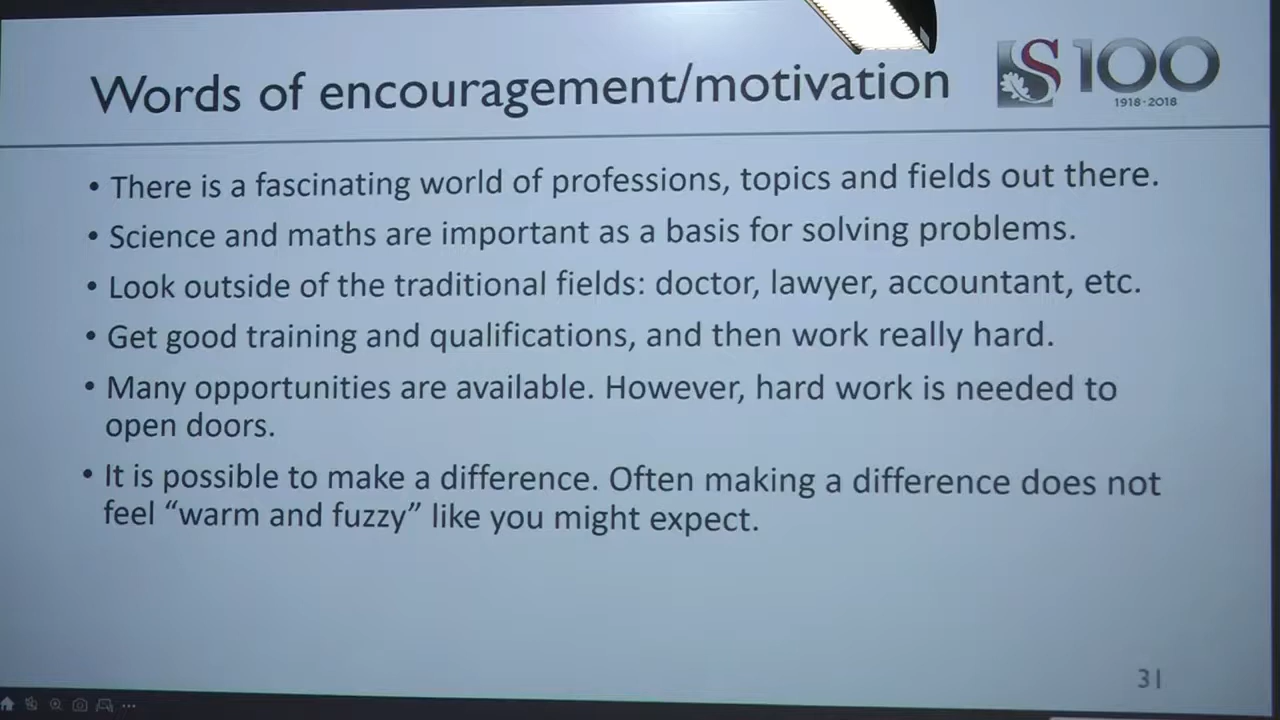 Words of encouragement/motivation
S100
1918·2018
• There is a fascinating world of professions, topics and fields out there.
• Science and maths are important as a basis for solving problems.
• Look outside of the traditional fields: doctor, lawyer, accountant, etc.
• Get good training and qualifications, and then work really hard.
• Many opportunities are available. However, hard work is needed to
open doors.
• It is possible to make a difference. Often making a difference does not
feel “warm and fuzzy” like you might expect.
31